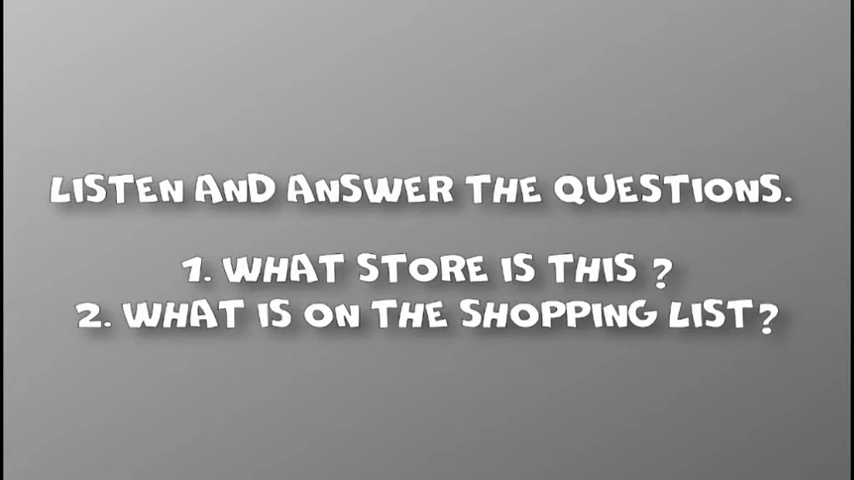 LISTEN AND ANSWER THE QUESTIONS.
1. WHAT STORE IS THIS ?
2. WHAT IS ON THE SHOPPING LIST?